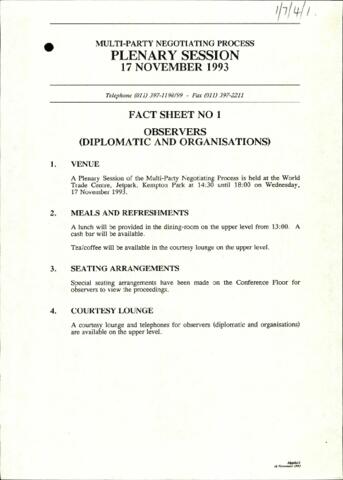 1/7/4/1.
MULTI-PARTY NEGOTIATING PROCESS
PLENARY SESSION
17 NOVEMBER 1993
Telephone (011) 397-1198/99 - Fax (011) 397-2211
FACT SHEET NO 1
OBSERVERS
(DIPLOMATIC AND ORGANISATIONS)
1. VENUE
A Plenary Session of the Multi-Party Negotiating Process is held at the World
Trade Centre, Jetpark, Kempton Park at 14:30 until 18:00 on Wednesday,
17 November 1993.
2. MEALS AND REFRESHMENTS
A lunch will be provided in the dining-room on the upper level from 13:00. A
cash bar will be available.
Tea/coffee will be available in the courtesy lounge on the upper level.
3. SEATING ARRANGEMENTS
Special seating arrangements have been made on the Conference Floor for
observers to view the proceedings.
4. COURTESY LOUNGE
A courtesy lounge and telephones for observers (diplomatic and organisations)
are available on the upper level.
November 1993